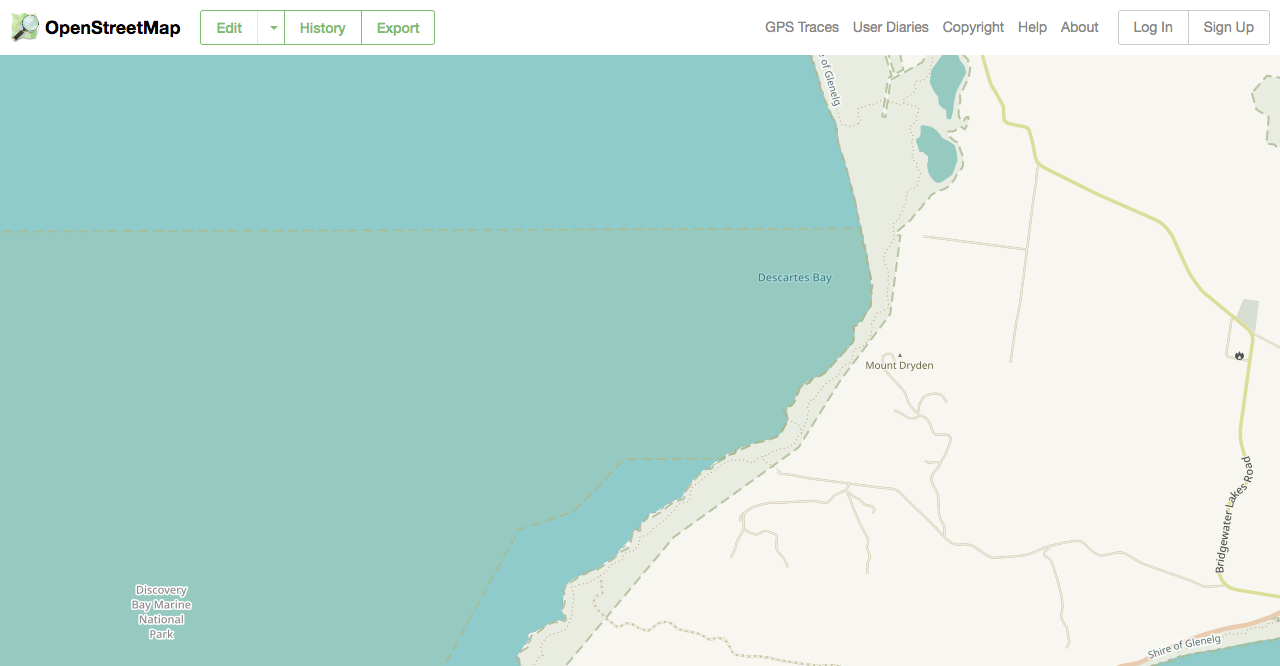 OpenStreetMap
Edit
History
Export
GPS Traces
User Diaries
Copyright
Help
About
Log In
Sign Up
of Glenelg
Descartes Bay
Mount Dryden
Bridgewater Lakes Road
Discovery
Bay Marine
National
Park
Shire of Glenelg